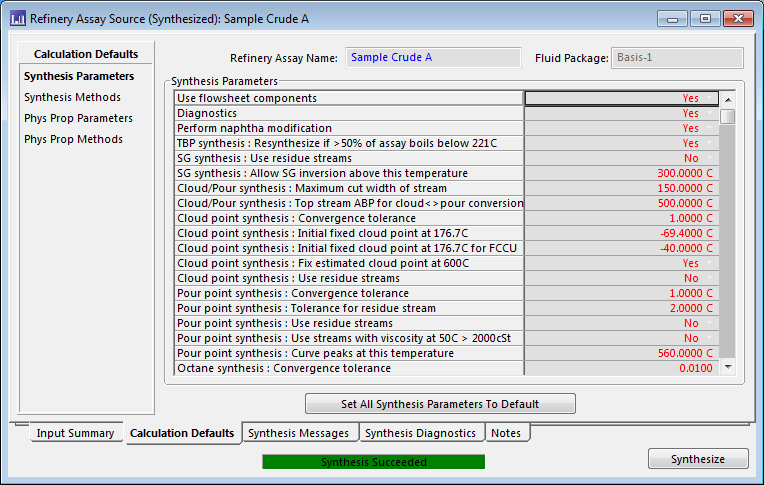 Refinery Assay Source (Synthesized): Sample Crude A
Calculation Defaults
Synthesis Parameters
Synthesis Methods
Phys Prop Parameters
Phys Prop Methods
Refinery Assay Name: Sample Crude A Fluid Package: Basis-1
Synthesis Parameters
Use flowsheet components Yes
Diagnostics Yes
Perform naphtha modification Yes
TBP synthesis : Resynthesize if >50% of assay boils below 221C Yes
SG synthesis : Use residue streams No
SG synthesis : Allow SG inversion above this temperature 300.0000 C
Cloud/Pour synthesis : Maximum cut width of stream 150.0000 C
Cloud/Pour synthesis : Top stream ABP for cloud<>pour conversion 500.0000 C
Cloud point synthesis : Convergence tolerance 1.0000 C
Cloud point synthesis : Initial fixed cloud point at 176.7C -69.4000 C
Cloud point synthesis : Initial fixed cloud point at 176.7C for FCCU -40.0000 C
Cloud point synthesis : Fix estimated cloud point at 600C Yes
Cloud point synthesis : Use residue streams No
Pour point synthesis : Convergence tolerance 1.0000 C
Pour point synthesis : Tolerance for residue stream 2.0000 C
Pour point synthesis : Use residue streams No
Pour point synthesis : Use streams with viscosity at 50C > 2000cSt No
Pour point synthesis : Curve peaks at this temperature 560.0000 C
Octane synthesis : Convergence tolerance 0.0100
Set All Synthesis Parameters To Default
Input Summary Calculation Defaults Synthesis Messages Synthesis Diagnostics Notes
Synthesis Succeeded
Synthesize